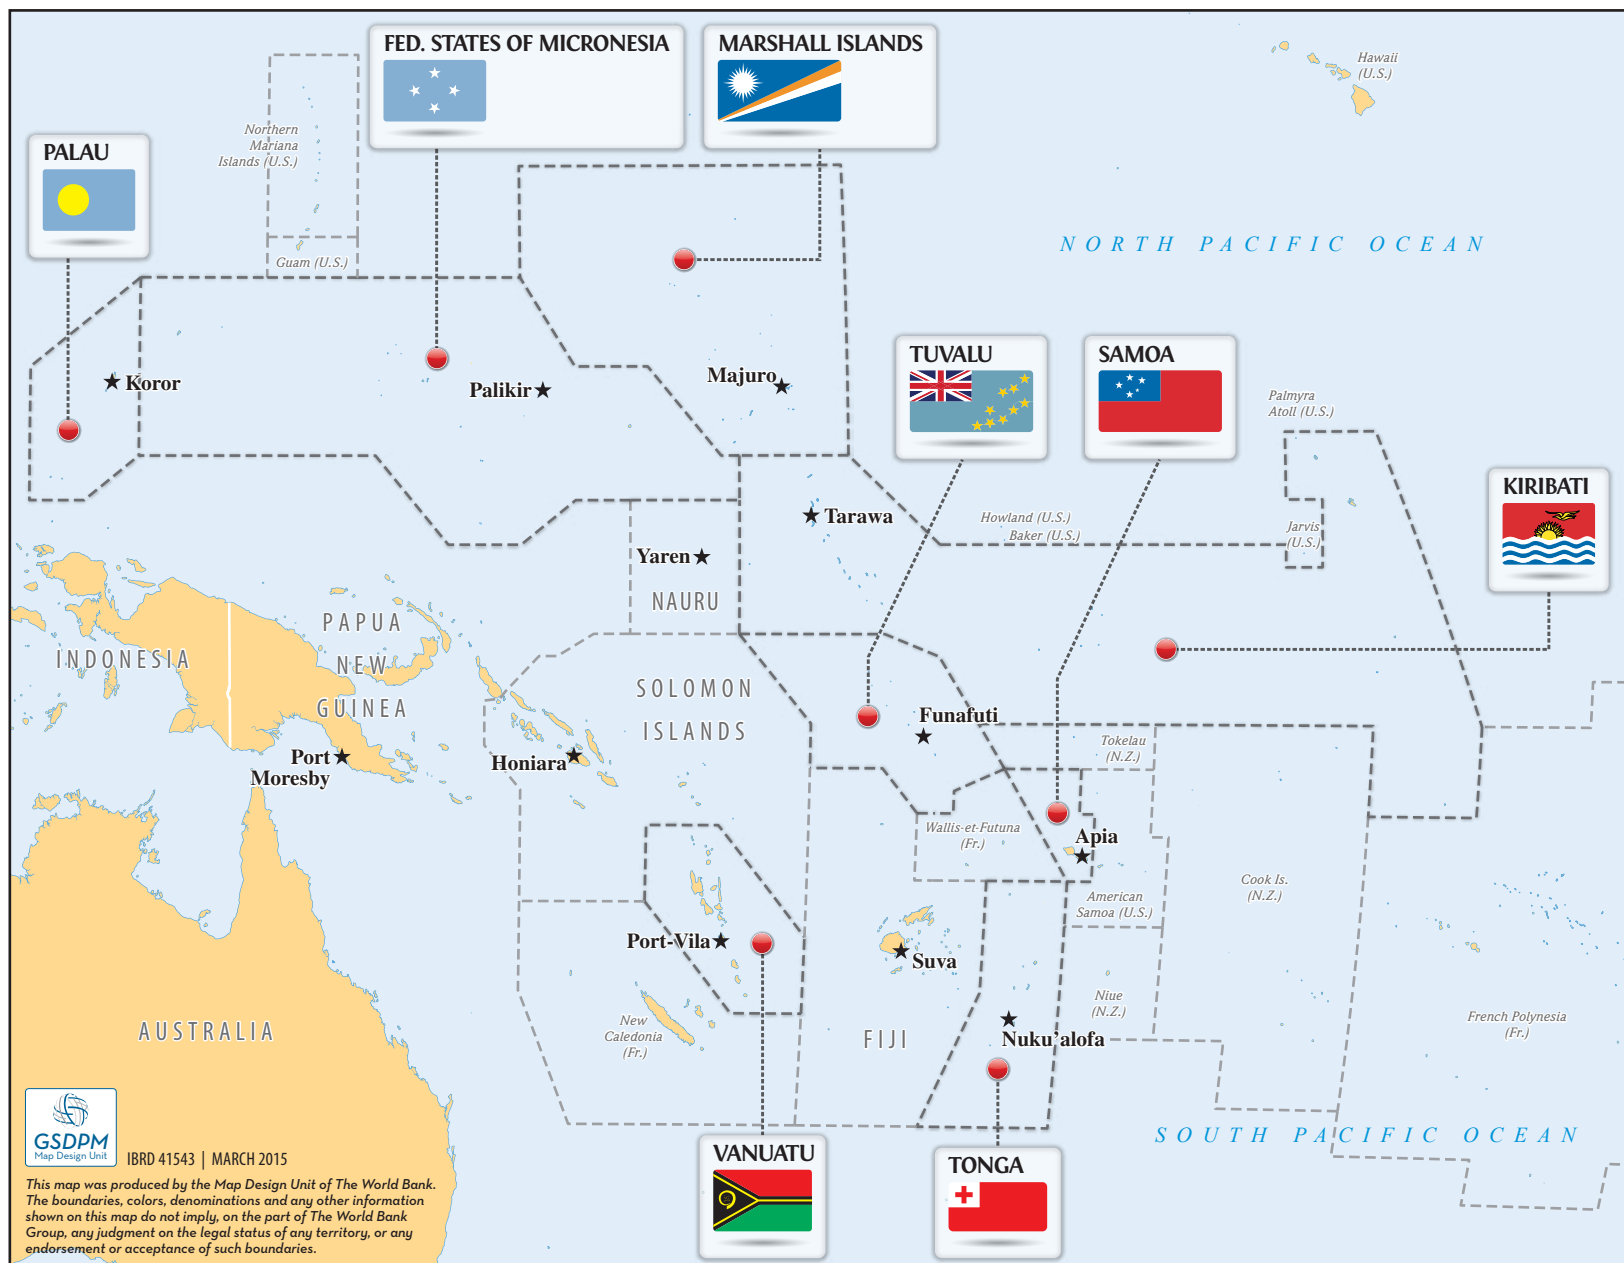 FED. STATES OF MICRONESIA
MARSHALL ISLANDS
Hawaii
(U.S.)
Northern
Mariana
Islands (U.S.)
PALAU
Guam (U.S.)
NORTH PACIFIC OCEAN
Koror
Palikir
Majuro
TUVALU
SAMOA
Palmyra
Atoll (U.S.)
KIRIBATI
Tarawa
Howland (U.S.)
Baker (U.S.)
Jarvis
(U.S.)
Yaren
NAURU
INDONESIA
PAPUA
NEW
GUINEA
SOLOMON
ISLANDS
Funafuti
Tokelau
(N.Z.)
Port
Moresby
Honiara
Wallis-et-Futuna
(Fr.)
Apia
American
Samoa (U.S.)
Cook Is.
(N.Z.)
Port-Vila
Suva
Niue
(N.Z.)
Nuku'alofa
New
Caledonia
(Fr.)
FIJI
French Polynesia
(Fr.)
AUSTRALIA
SOUTH PACIFIC OCEAN
VANUATU
TONGA
GSDPM
Map Design Unit
IBRD 41543 | MARCH 2015
This map was produced by the Map Design Unit of The World Bank.
The boundaries, colors, denominations and any other information
shown on this map do not imply, on the part of The World Bank
Group, any judgment on the legal status of any territory, or any
endorsement or acceptance of such boundaries.